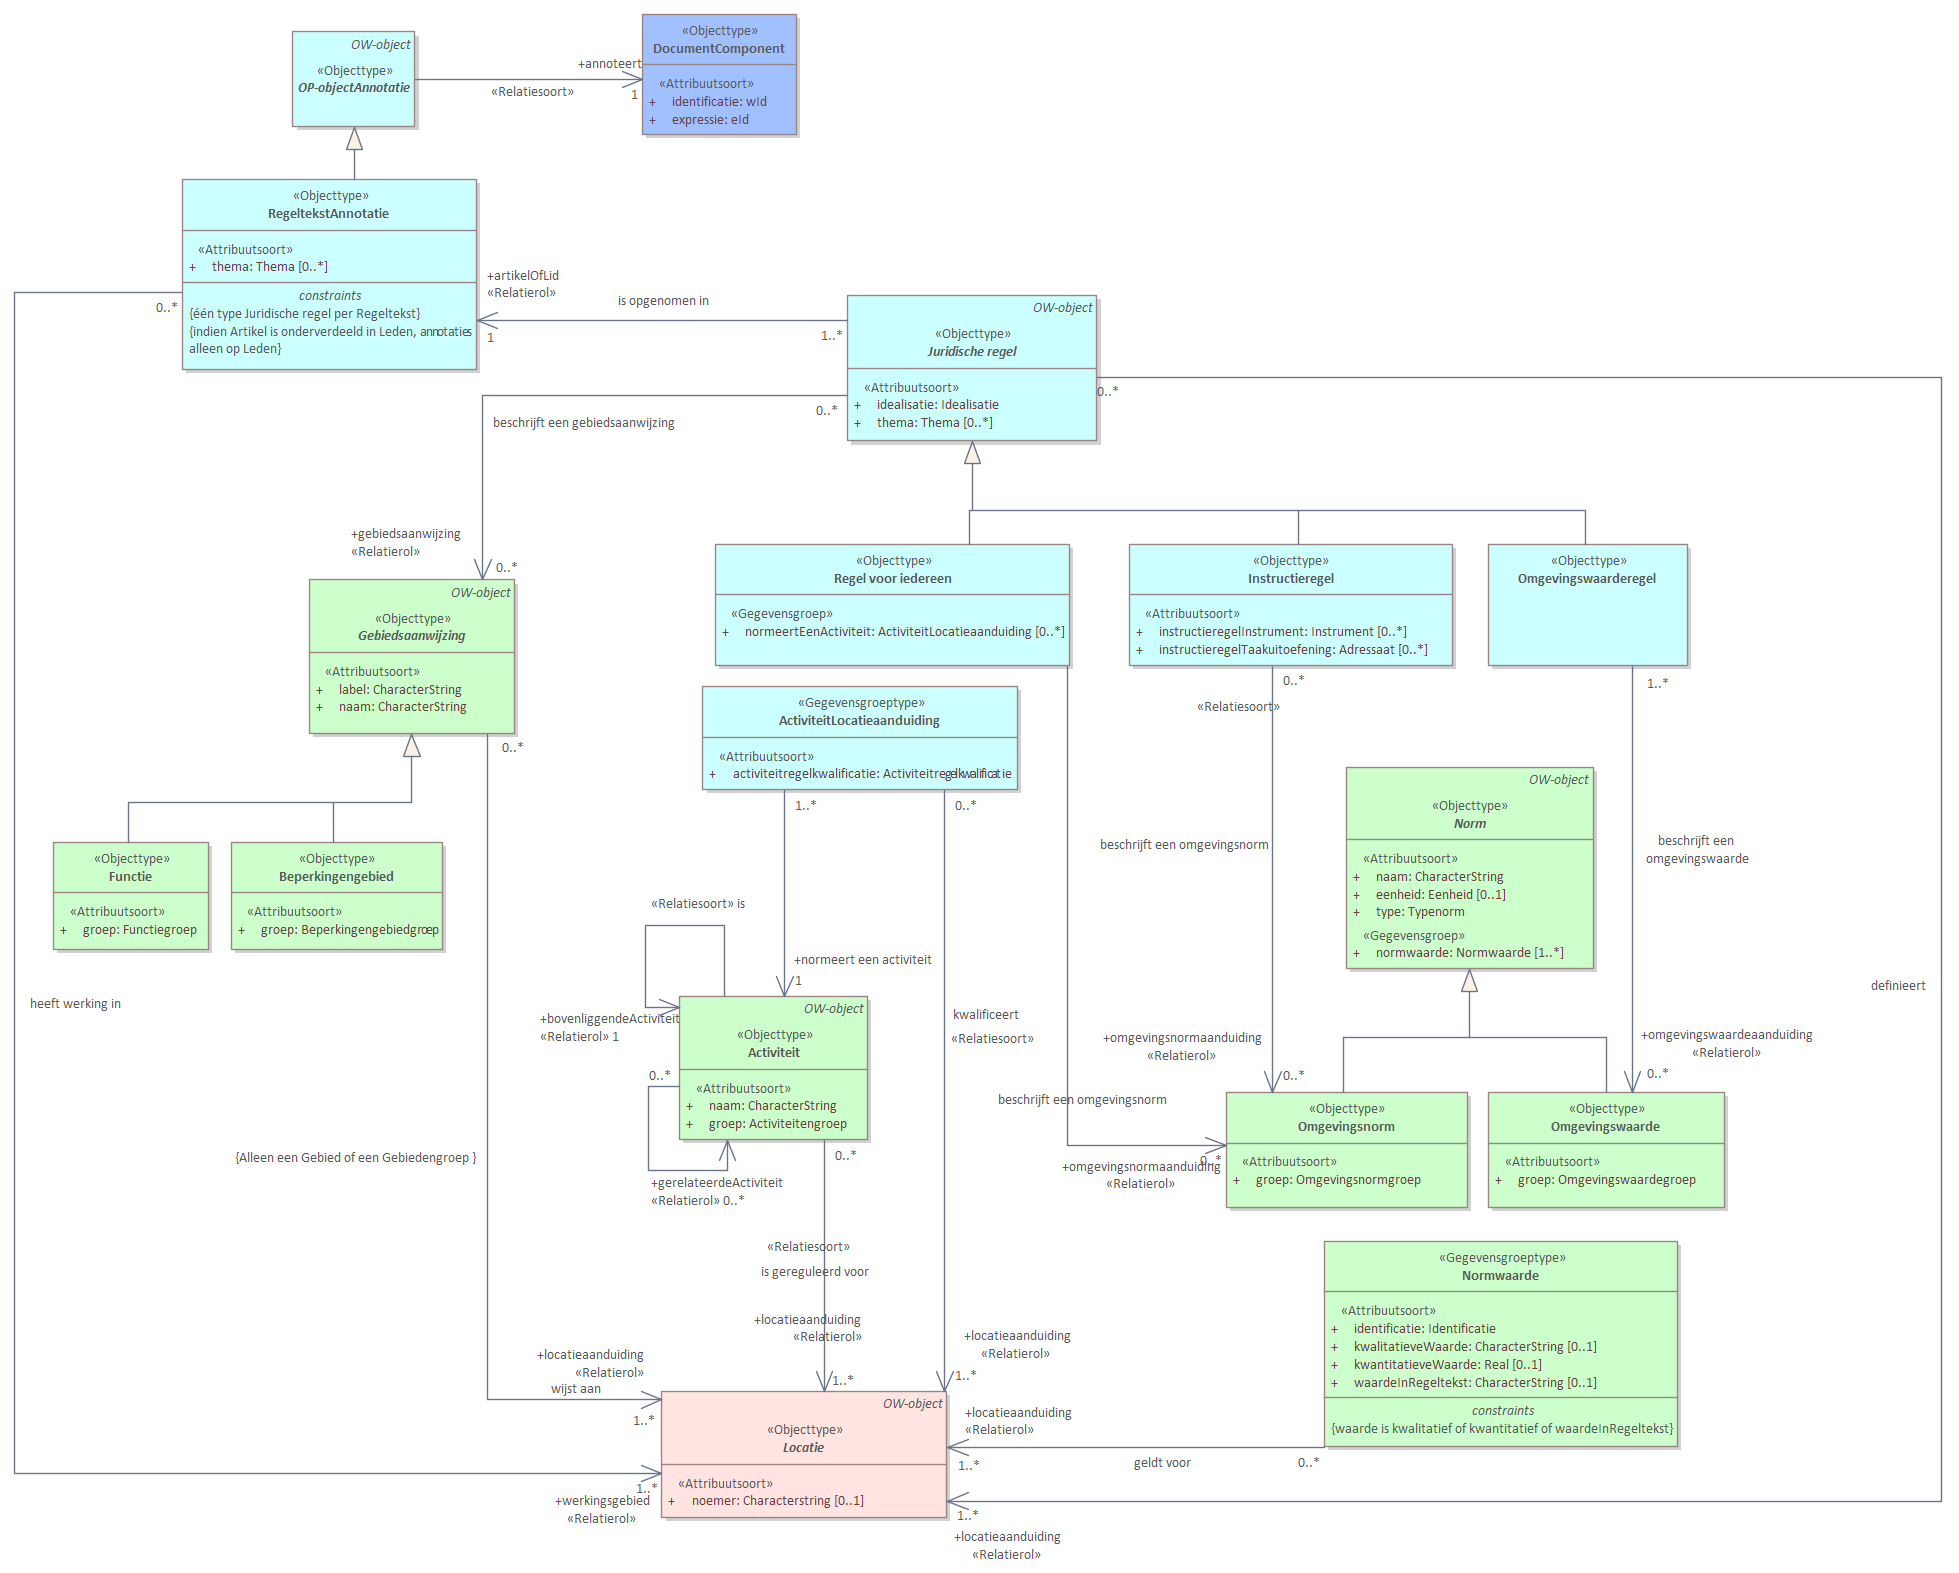 OW-object
«Objecttype»
OP-objectAnnotatie
+annoteert
«Relatiesoort»
1
«Objecttype»
DocumentComponent
«Attribuutsoort»
+ identificatie: wId
+ expressie: eId
«Objecttype»
RegeltekstAnnotatie
«Attribuutsoort»
+ thema: Thema [0..*]
constraints
{één type Juridische regel per Regeltekst}
{indien Artikel is onderverdeeld in Leden, annotaties
alleen op Leden}
0..*
+artikelOfLid
«Relatierol»
1
is opgenomen in
1..*
OW-object
«Objecttype»
Juridische regel
«Attribuutsoort»
+ idealisatie: Idealisatie
+ thema: Thema [0..*]
0..*
0..*
beschrijft een gebiedsaanwijzing
+gebiedsaanwijzing
«Relatierol»
0..*
OW-object
«Objecttype»
Gebiedsaanwijzing
«Attribuutsoort»
+ label: CharacterString
+ naam: CharacterString
0..*
«Objecttype»
Regel voor iedereen
«Gegevensgroep»
+ normeertEenActiviteit: ActiviteitLocatieaanduiding [0..*]
«Objecttype»
Instructieregel
«Attribuutsoort»
+ instructieregelInstrument: Instrument [0..*]
+ instructieregelTaakuitoefening: Adressaat [0..*]
0..*
«Relatiesoort»
«Objecttype»
Omgevingswaarderegel
1..*
«Gegevensgroeptype»
ActiviteitLocatieaanduiding
«Attribuutsoort»
+ activiteitregelkwalificatie: Activiteitregelkwalificatie
1..*
0..*
OW-object
«Objecttype»
Norm
«Attribuutsoort»
+ naam: CharacterString
+ eenheid: Eenheid [0..1]
+ type: Typenorm
«Gegevensgroep»
+ normwaarde: Normwaarde [1..*]
beschrijft een omgevingsnorm
beschrijft een
omgevingswaarde
«Objecttype»
Functie
«Attribuutsoort»
+ groep: Functiegroep
«Objecttype»
Beperkingengebied
«Attribuutsoort»
+ groep: Beperkingengebiedgroep
«Relatiesoort» is
+normeert een activiteit
1
heeft werking in
definieert
+bovenliggendeActiviteit
«Relatierol» 1
kwalificeert
«Relatiesoort»
OW-object
«Objecttype»
Activiteit
«Attribuutsoort»
+ naam: CharacterString
+ groep: Activiteitengroep
0..*
+gerelateerdeActiviteit
«Relatierol» 0..*
0..*
+omgevingsnormaanduiding
«Relatierol»
0..*
+omgevingswaardeaanduiding
«Relatierol»
0..*
beschrijft een omgevingsnorm
0..*
+omgevingsnormaanduiding
«Relatierol»
«Objecttype»
Omgevingsnorm
«Attribuutsoort»
+ groep: Omgevingsnormgroep
«Objecttype»
Omgevingswaarde
«Attribuutsoort»
+ groep: Omgevingswaardegroep
{Alleen een Gebied of een Gebiedengroep }
«Relatiesoort»
is gereguleerd voor
+locatieaanduiding
«Relatierol»
1..*
+locatieaanduiding
«Relatierol»
1..*
+locatieaanduiding
«Relatierol»
wijst aan
1..*
«Gegevensgroeptype»
Normwaarde
«Attribuutsoort»
+ identificatie: Identificatie
+ kwalitatieveWaarde: CharacterString [0..1]
+ kwantitatieveWaarde: Real [0..1]
+ waardeInRegeltekst: CharacterString [0..1]
constraints
{waarde is kwalitatief of kwantitatief of waardeInRegeltekst}
OW-object
«Objecttype»
Locatie
«Attribuutsoort»
+ noemer: Characterstring [0..1]
+locatieaanduiding
«Relatierol»
1..*
geldt voor
0..*
1..*
+werkingsgebied
«Relatierol»
1..*
+locatieaanduiding
«Relatierol»